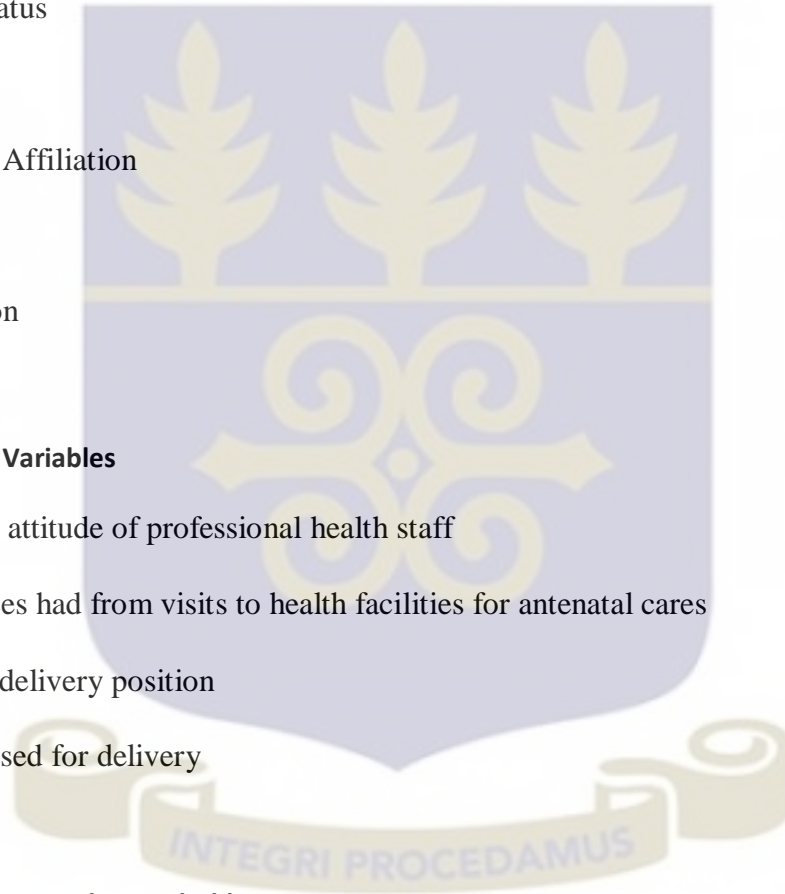 atus
Affiliation
on
Variables
attitude of professional health staff
es had from visits to health facilities for antenatal cares
delivery position
sed for delivery
INTEGRI PROCEDAMUS